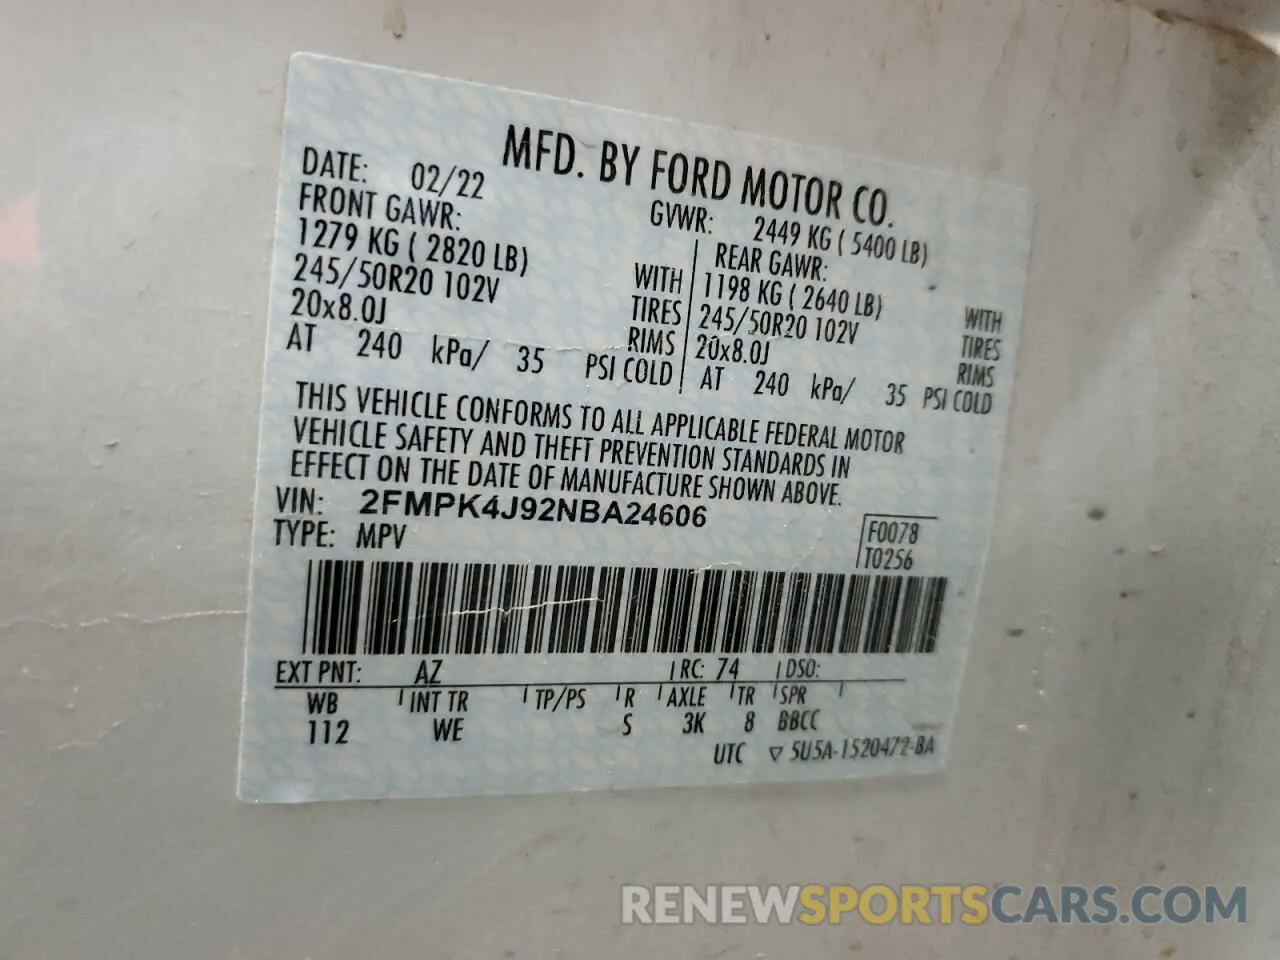 MFD. BY FORD MOTOR CO.
DATE: 02/22
GVWR: 2449 KG ( 5400 LB)
FRONT GAWR:
1279 KG ( 2820 LB) WITH
245/50R20 102V TIRES
20x8.0J RIMS
AT 240 kPa/ 35 PSI COLD
REAR GAWR:
1198 KG ( 2640 LB) WITH
245/50R20 102V TIRES
20x8.0J RIMS
AT 240 kPa/ 35 PSI COLD
THIS VEHICLE CONFORMS TO ALL APPLICABLE FEDERAL MOTOR
VEHICLE SAFETY AND THEFT PREVENTION STANDARDS IN
EFFECT ON THE DATE OF MANUFACTURE SHOWN ABOVE.
VIN: 2FMPK4J92NBA24606
TYPE: MPV
F0078
T0256
EXT PNT: AZ RC: 74 DSO:
WB INT TR TP/PS R AXLE TR SPR
112 WE S 3K 8 BBCC
UTC ▽ 5U5A-1520472-BA
RENEWSPORTSCARS.COM